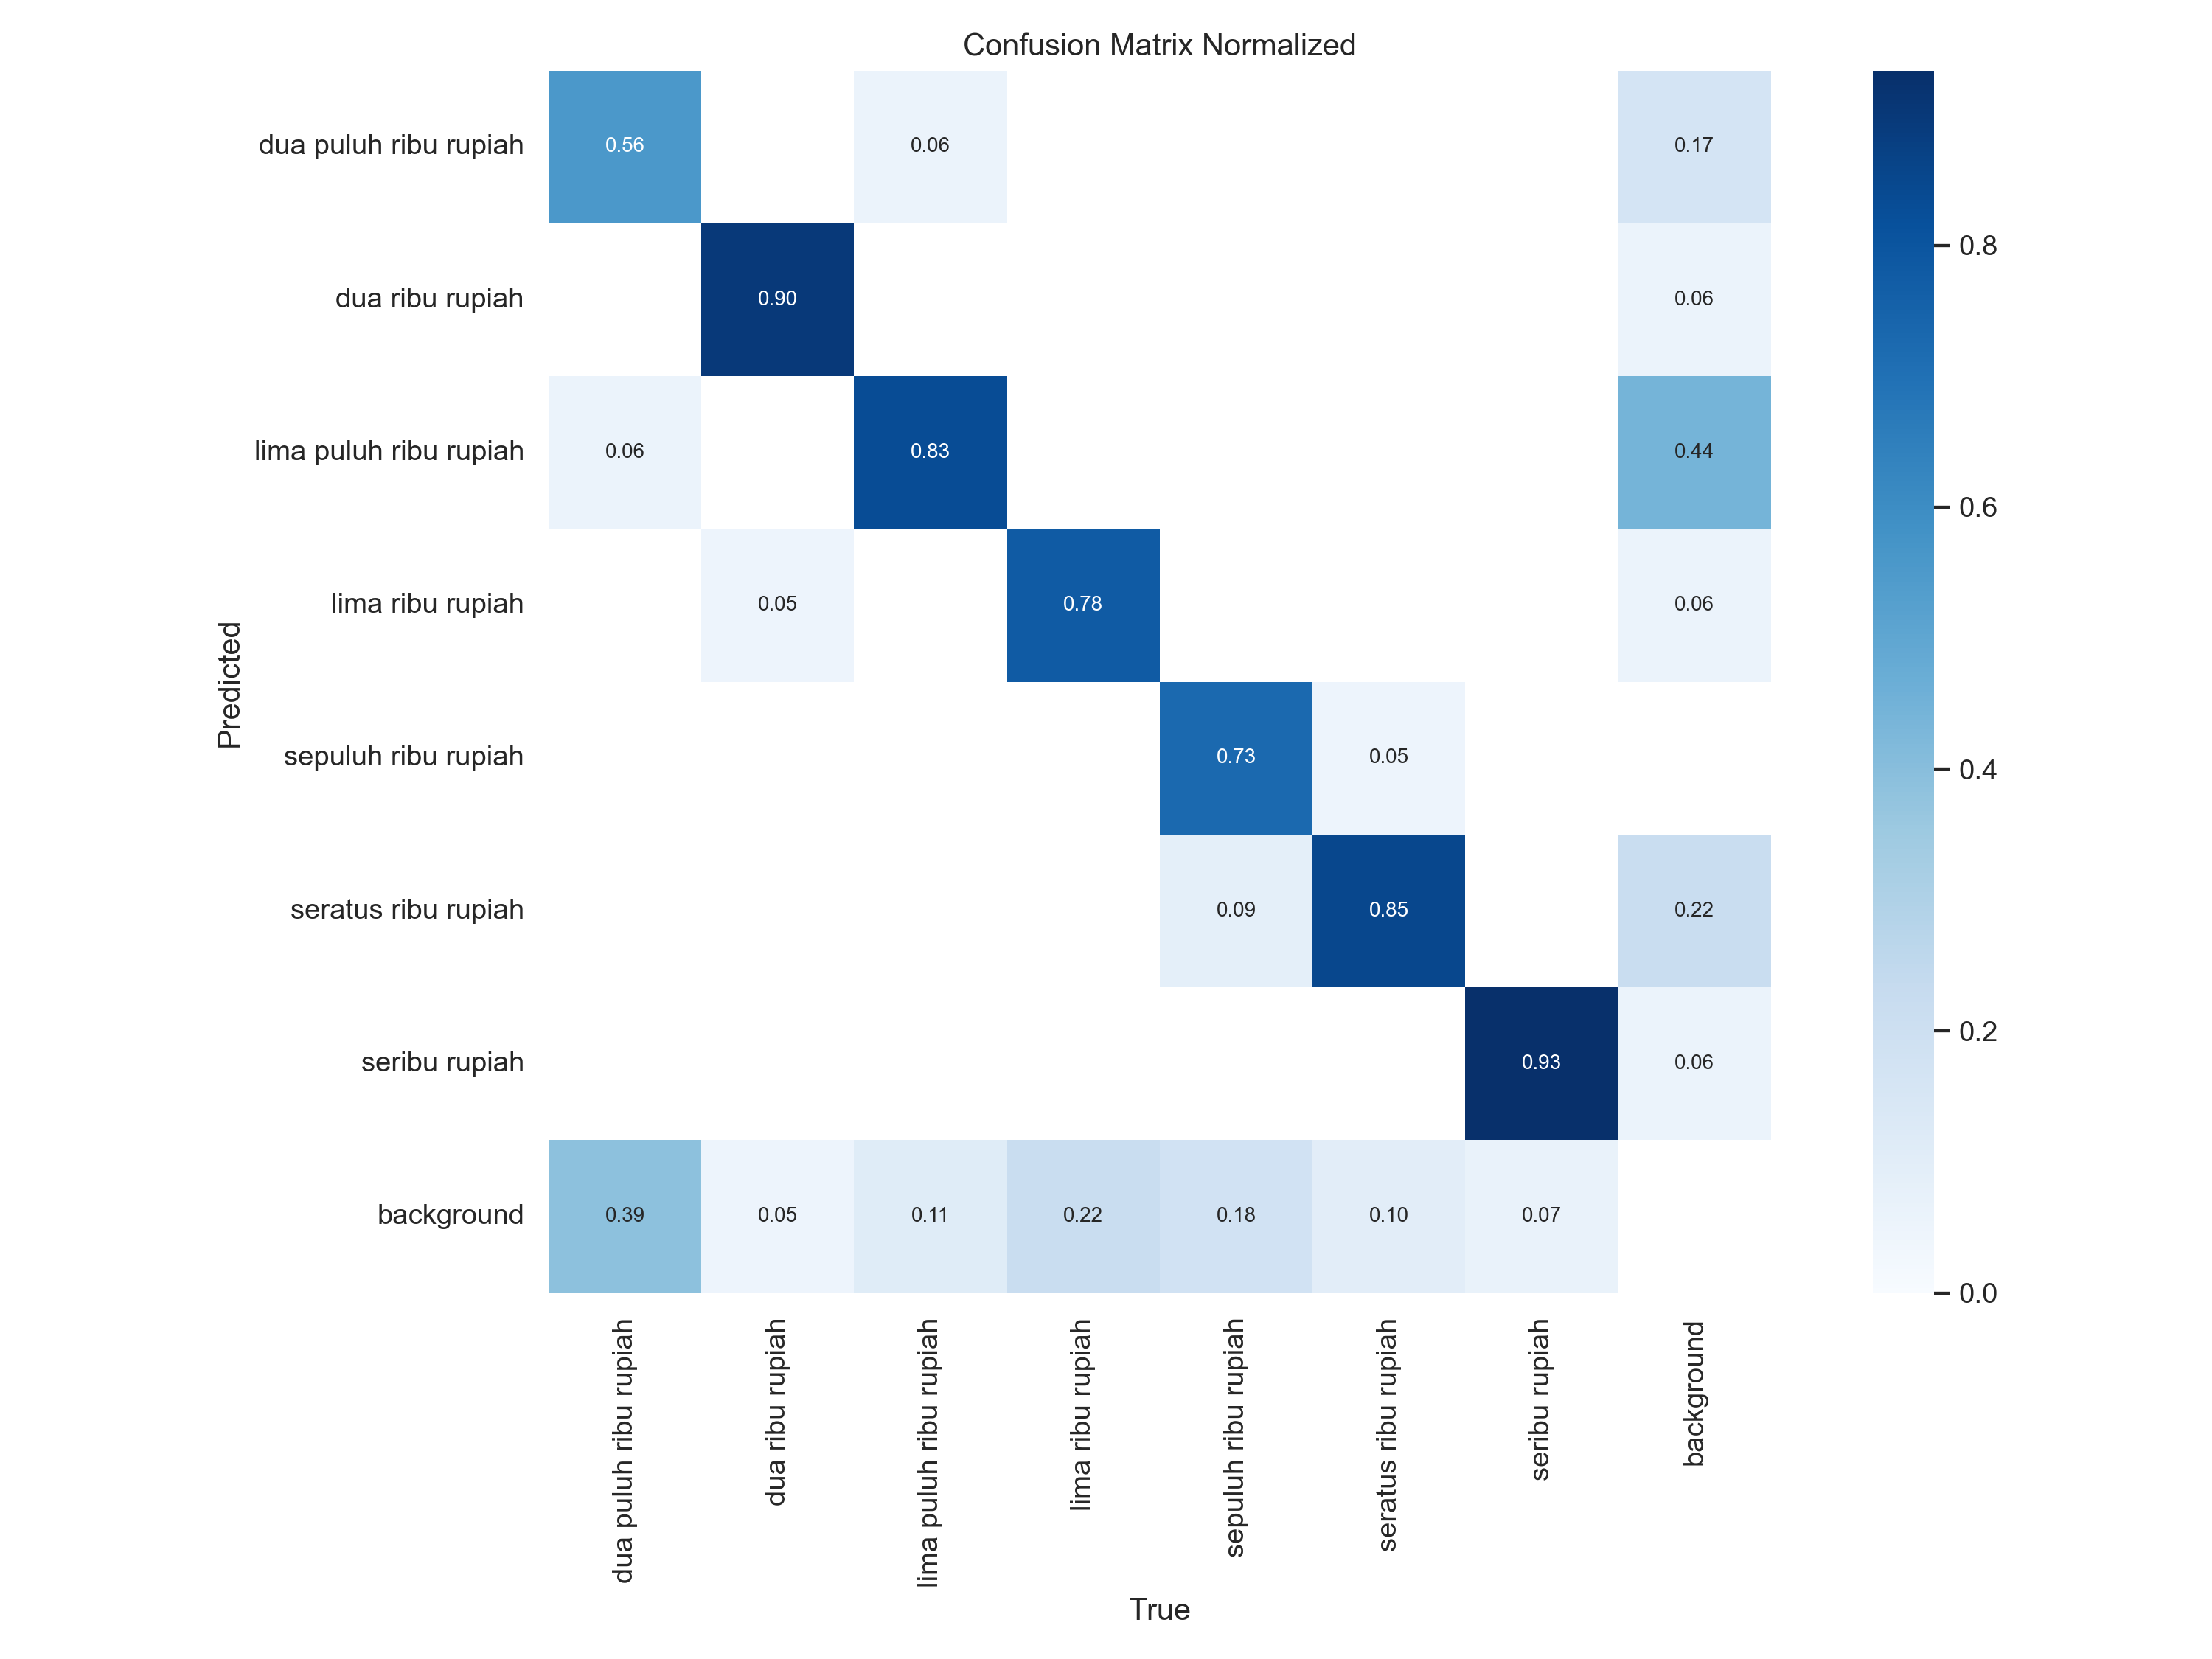 Confusion Matrix Normalized
dua puluh ribu rupiah 0.56 0.06 0.17
dua ribu rupiah 0.90 0.06
lima puluh ribu rupiah 0.06 0.83 0.44
lima ribu rupiah 0.05 0.78 0.06
sepuluh ribu rupiah 0.73 0.05
seratus ribu rupiah 0.09 0.85 0.22
seribu rupiah 0.93 0.06
background 0.39 0.05 0.11 0.22 0.18 0.10 0.07
Predicted
dua puluh ribu rupiah
dua ribu rupiah
lima puluh ribu rupiah
lima ribu rupiah
sepuluh ribu rupiah
seratus ribu rupiah
seribu rupiah
background
True
0.8
0.6
0.4
0.2
0.0